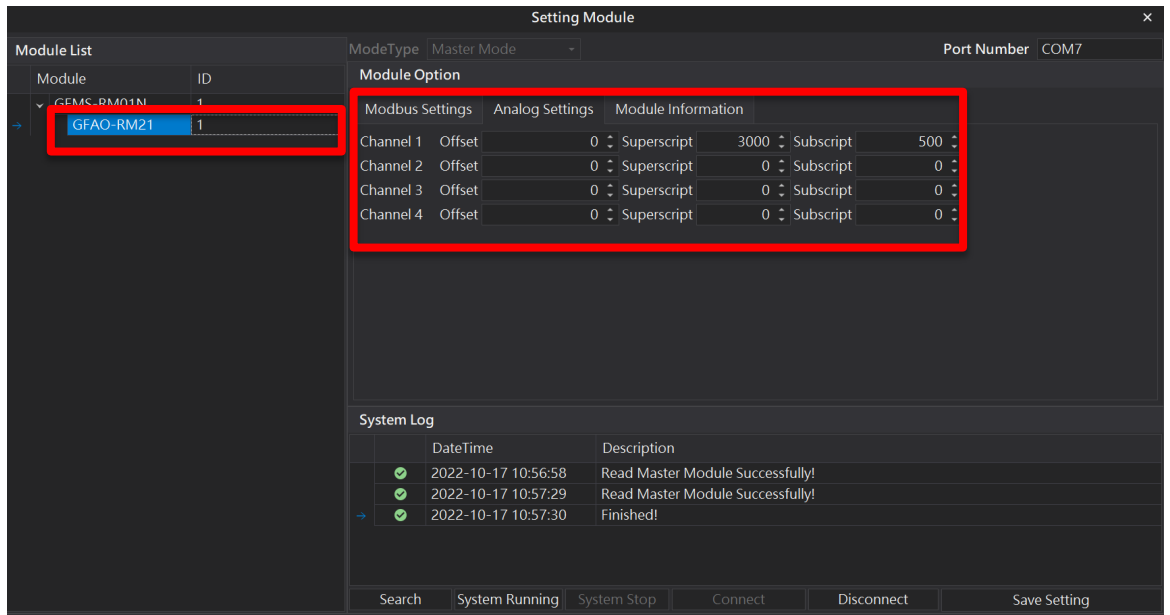 Setting Module
Module List
ModeType Master Mode
Port Number COM7
Module ID
GFMS-RM01N 1
GFAO-RM21 1
Module Option
Modbus Settings Analog Settings Module Information
Channel 1 Offset 0 Superscript 3000 Subscript 500
Channel 2 Offset 0 Superscript 0 Subscript 0
Channel 3 Offset 0 Superscript 0 Subscript 0
Channel 4 Offset 0 Superscript 0 Subscript 0
System Log
DateTime Description
2022-10-17 10:56:58 Read Master Module Successfully!
2022-10-17 10:57:29 Read Master Module Successfully!
2022-10-17 10:57:30 Finished!
Search System Running System Stop Connect Disconnect Save Setting